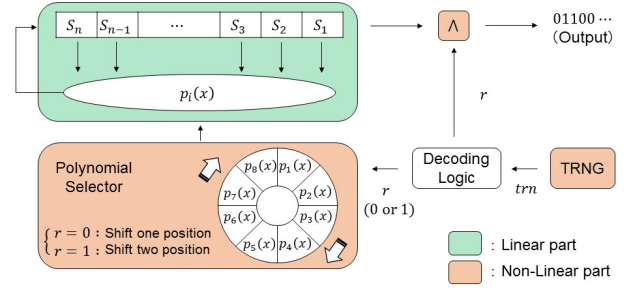 Sₙ Sₙ₋₁ ⋯ S₃ S₂ S₁
pᵢ(x)
∧
01100 ⋯
(Output)
r
Polynomial
Selector
p₈(x) p₁(x)
p₇(x) p₂(x)
p₆(x) p₃(x)
p₅(x) p₄(x)
{ r = 0 : Shift one position
r = 1 : Shift two position
r
(0 or 1)
Decoding
Logic
trn
TRNG
: Linear part
: Non-Linear part